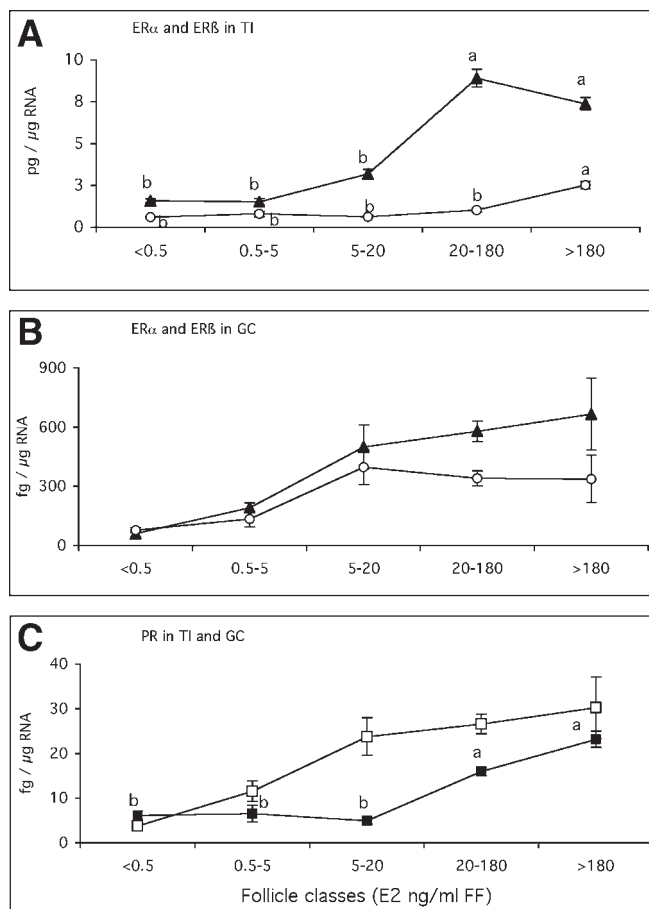 A
ERα and ERß in TI
pg / µg RNA
10
8
5
3
0
a
a
b
b
b
a
b
b
b
b
<0.5
0.5-5
5-20
20-180
>180
B
ERα and ERß in GC
fg / µg RNA
900
600
300
0
<0.5
0.5-5
5-20
20-180
>180
C
PR in TI and GC
fg / µg RNA
40
30
20
10
0
a
a
b
b
b
<0.5
0.5-5
5-20
20-180
>180
Follicle classes (E2 ng/ml FF)